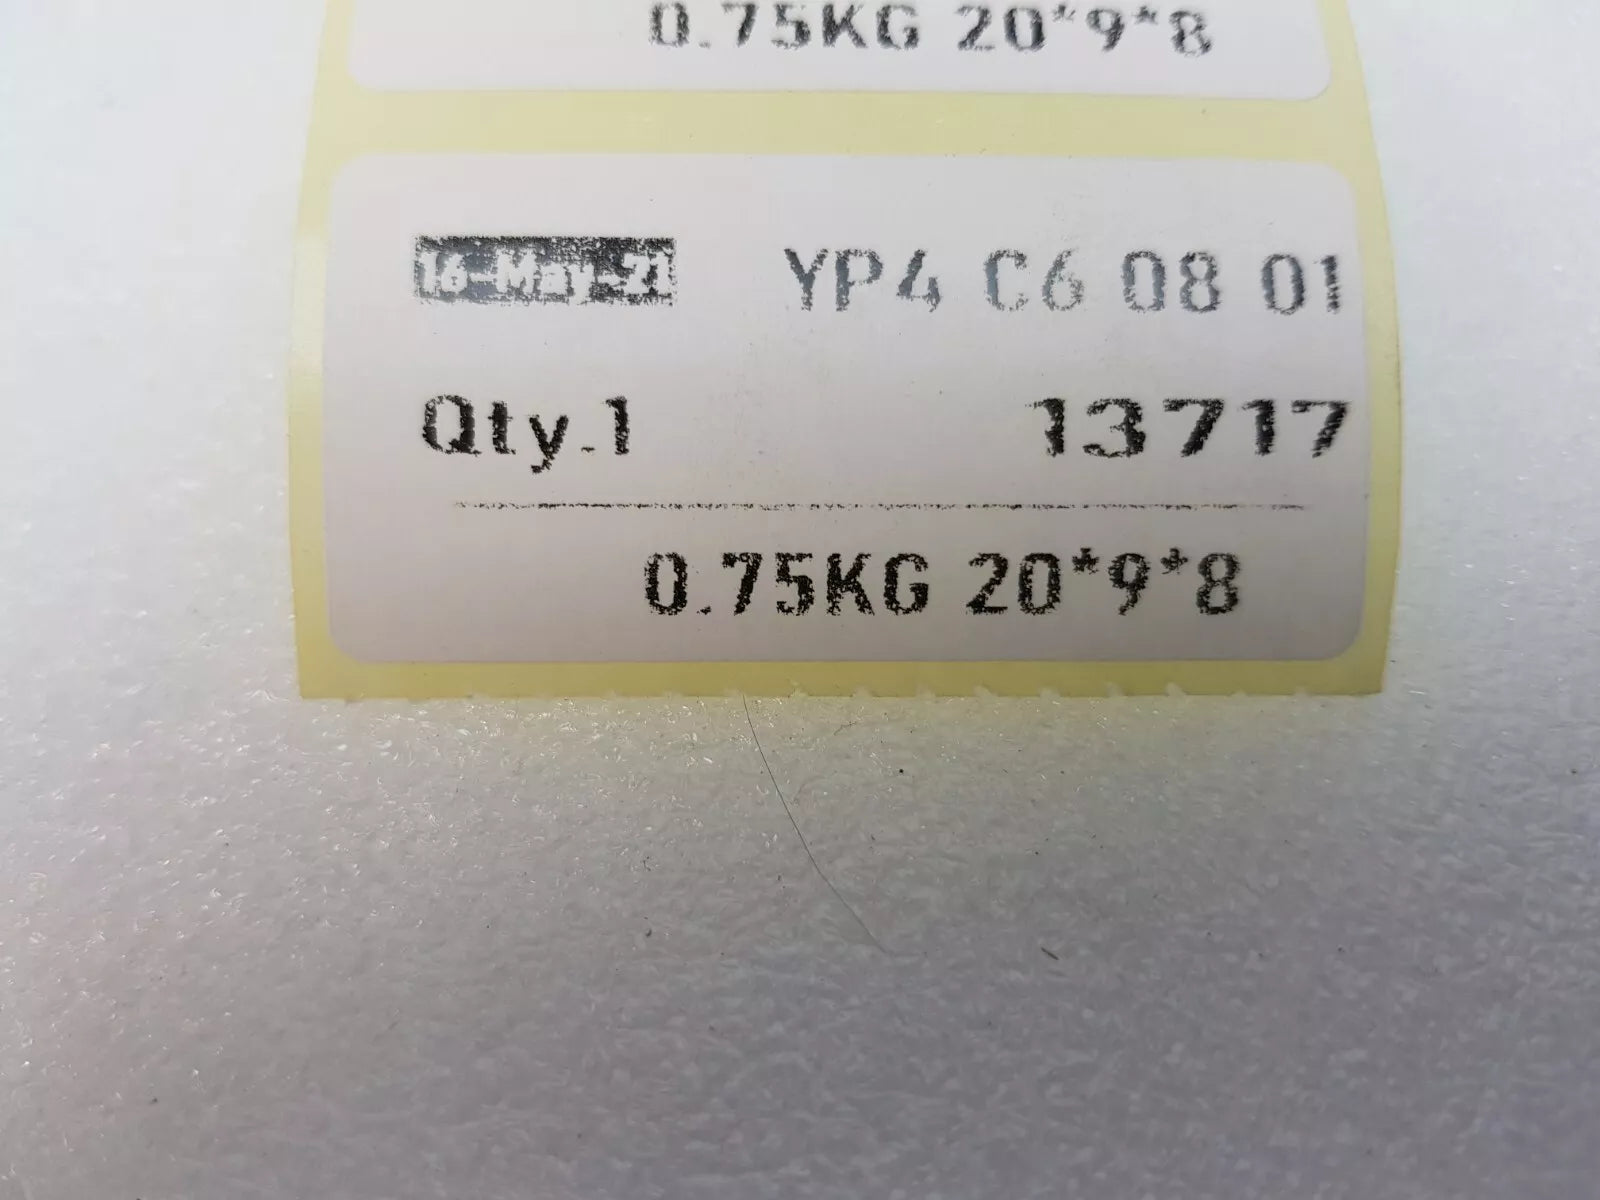 0.75KG 20*9*8
16-May-21 YP4 C6 08 01
Qty.1 13717
0.75KG 20*9*8